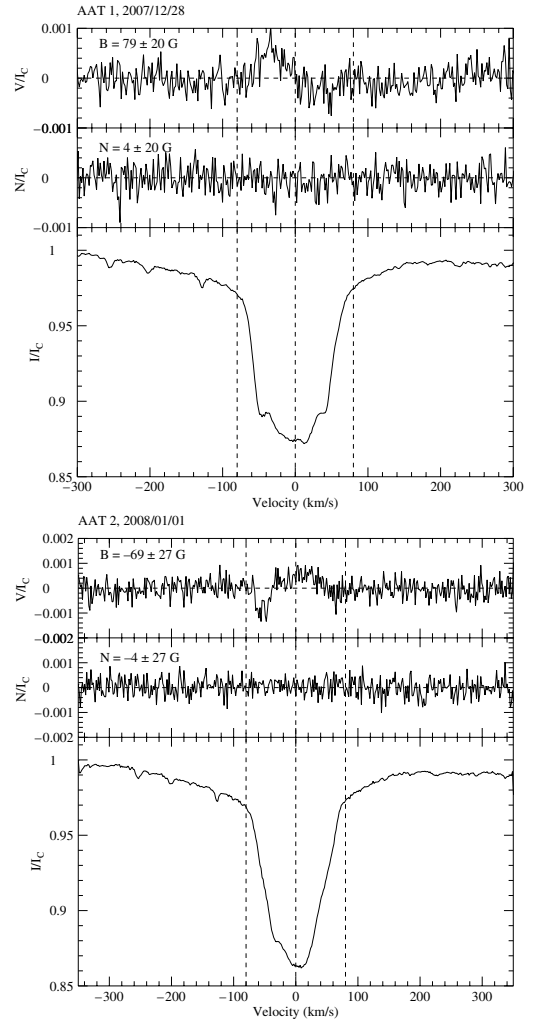 AAT 1, 2007/12/28
0.001
B = 79 ± 20 G
V/I_C
0
−0.001
0.001
N = 4 ± 20 G
N/I_C
0
−0.001
1
0.95
I/I_C
0.9
0.85
−300 −200 −100 0 100 200 300
Velocity (km/s)
AAT 2, 2008/01/01
0.002
B = −69 ± 27 G
0.001
V/I_C
0
−0.001
−0.002
0.002
N = −4 ± 27 G
0.001
N/I_C
0
−0.001
−0.002
1
0.95
I/I_C
0.9
0.85
−300 −200 −100 0 100 200 300
Velocity (km/s)